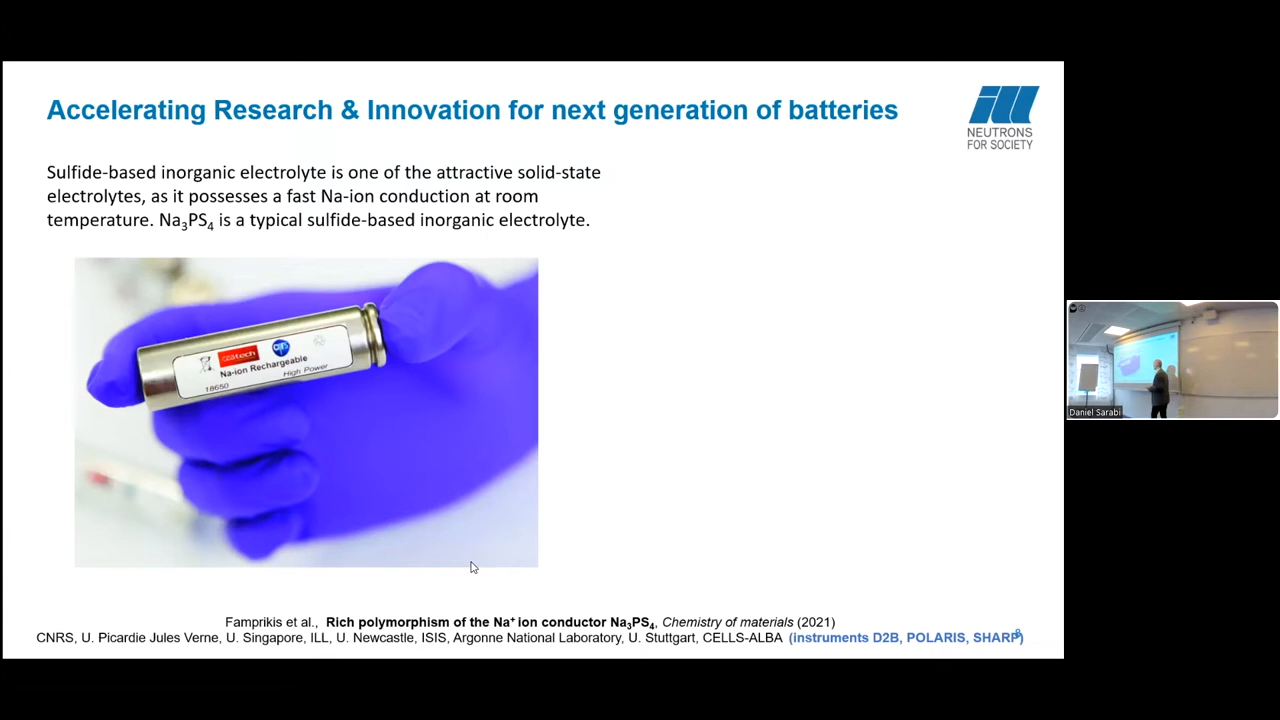 Accelerating Research & Innovation for next generation of batteries
NEUTRONS
FOR SOCIETY
Sulfide-based inorganic electrolyte is one of the attractive solid-state
electrolytes, as it possesses a fast Na-ion conduction at room
temperature. Na₃PS₄ is a typical sulfide-based inorganic electrolyte.
ceatech
cnrs
Na-ion Rechargeable
18650
High Power
Daniel Sarabi
Famprikis et al., Rich polymorphism of the Na⁺ ion conductor Na₃PS₄, Chemistry of materials (2021)
CNRS, U. Picardie Jules Verne, U. Singapore, ILL, U. Newcastle, ISIS, Argonne National Laboratory, U. Stuttgart, CELLS-ALBA (instruments D2B, POLARIS, SHARP)